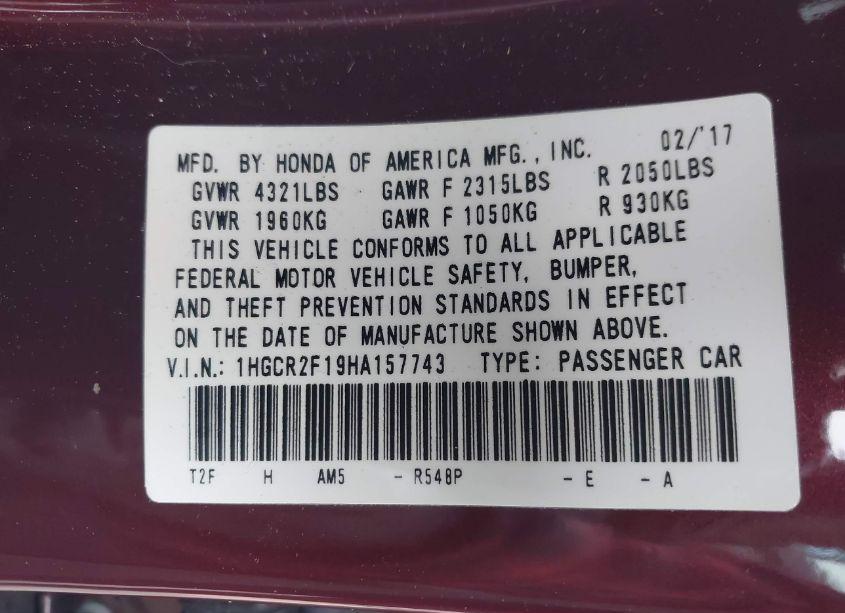 MFD. BY HONDA OF AMERICA MFG., INC. 02/'17
GVWR 4321LBS GAWR F 2315LBS R 2050LBS
GVWR 1960KG GAWR F 1050KG R 930KG
THIS VEHICLE CONFORMS TO ALL APPLICABLE
FEDERAL MOTOR VEHICLE SAFETY, BUMPER,
AND THEFT PREVENTION STANDARDS IN EFFECT
ON THE DATE OF MANUFACTURE SHOWN ABOVE.
V.I.N.: 1HGCR2F19HA157743 TYPE: PASSENGER CAR
T2F H AM5 - R548P - E - A